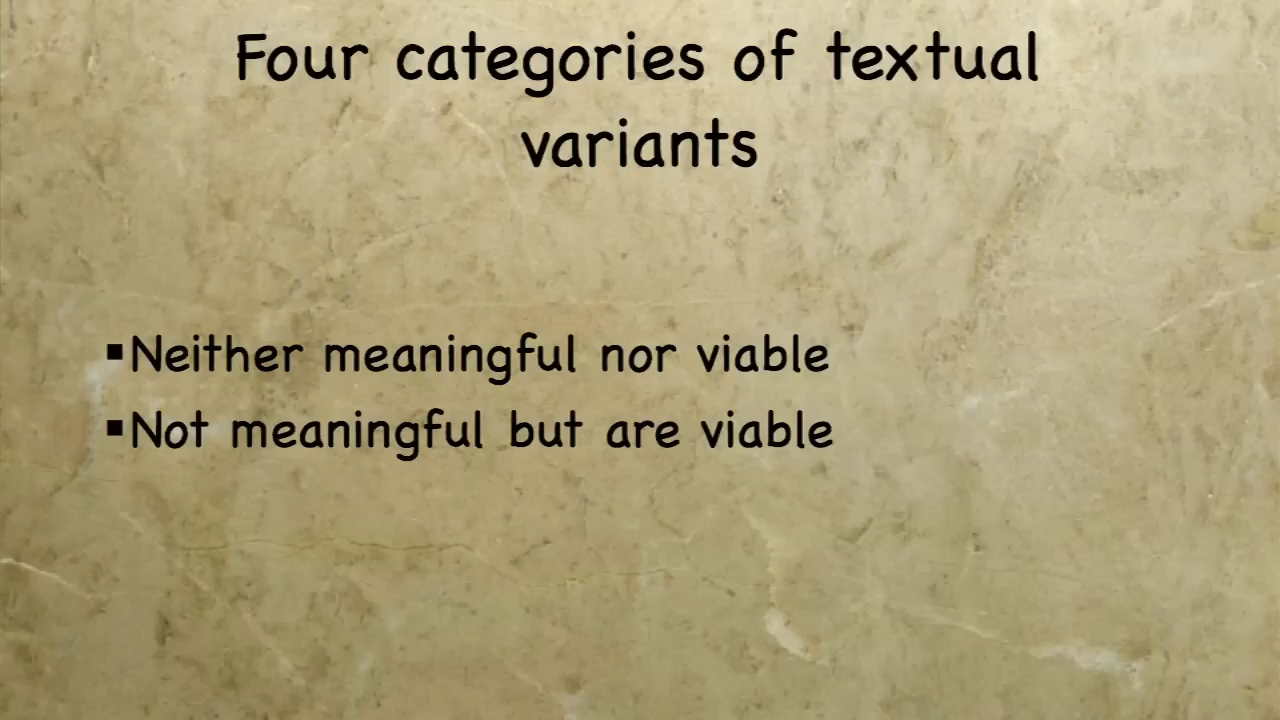 Four categories of textual
variants
▪Neither meaningful nor viable
▪Not meaningful but are viable